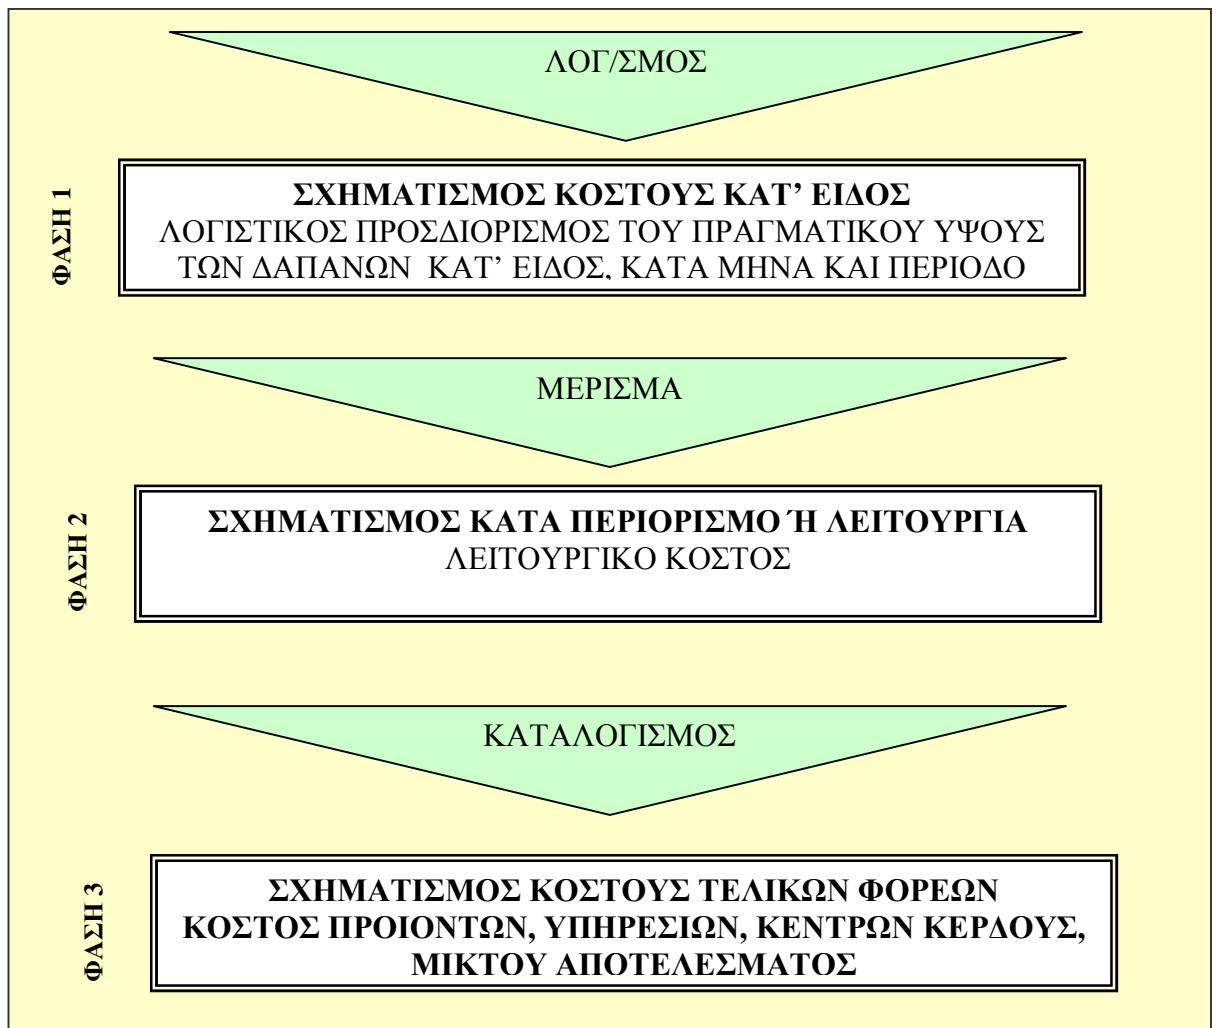 ΛΟΓ/ΣΜΟΣ
ΦΑΣΗ 1
ΣΧΗΜΑΤΙΣΜΟΣ ΚΟΣΤΟΥΣ ΚΑΤ’ ΕΙΔΟΣ
ΛΟΓΙΣΤΙΚΟΣ ΠΡΟΣΔΙΟΡΙΣΜΟΣ ΤΟΥ ΠΡΑΓΜΑΤΙΚΟΥ ΥΨΟΥΣ
ΤΩΝ ΔΑΠΑΝΩΝ ΚΑΤ’ ΕΙΔΟΣ, ΚΑΤΑ ΜΗΝΑ ΚΑΙ ΠΕΡΙΟΔΟ
ΜΕΡΙΣΜΑ
ΦΑΣΗ 2
ΣΧΗΜΑΤΙΣΜΟΣ ΚΑΤΑ ΠΕΡΙΟΡΙΣΜΟ Ή ΛΕΙΤΟΥΡΓΙΑ
ΛΕΙΤΟΥΡΓΙΚΟ ΚΟΣΤΟΣ
ΚΑΤΑΛΟΓΙΣΜΟΣ
ΦΑΣΗ 3
ΣΧΗΜΑΤΙΣΜΟΣ ΚΟΣΤΟΥΣ ΤΕΛΙΚΩΝ ΦΟΡΕΩΝ
ΚΟΣΤΟΣ ΠΡΟΙΟΝΤΩΝ, ΥΠΗΡΕΣΙΩΝ, ΚΕΝΤΡΩΝ ΚΕΡΔΟΥΣ,
ΜΙΚΤΟΥ ΑΠΟΤΕΛΕΣΜΑΤΟΣ